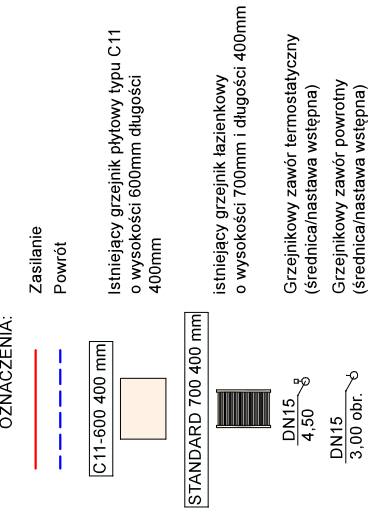 OZNACZENIA:
Zasilanie
Powrót
C11-600 400 mm
Istniejący grzejnik płytowy typu C11
o wysokości 600mm długości
400mm
STANDARD 700 400 mm
istniejący grzejnik łazienkowy
o wysokości 700mm i długości 400mm
DN15
4,50
Grzejnikowy zawór termostatyczny
(średnica/nastawa wstępna)
DN15
3,00 obr.
Grzejnikowy zawór powrotny
(średnica/nastawa wstępna)